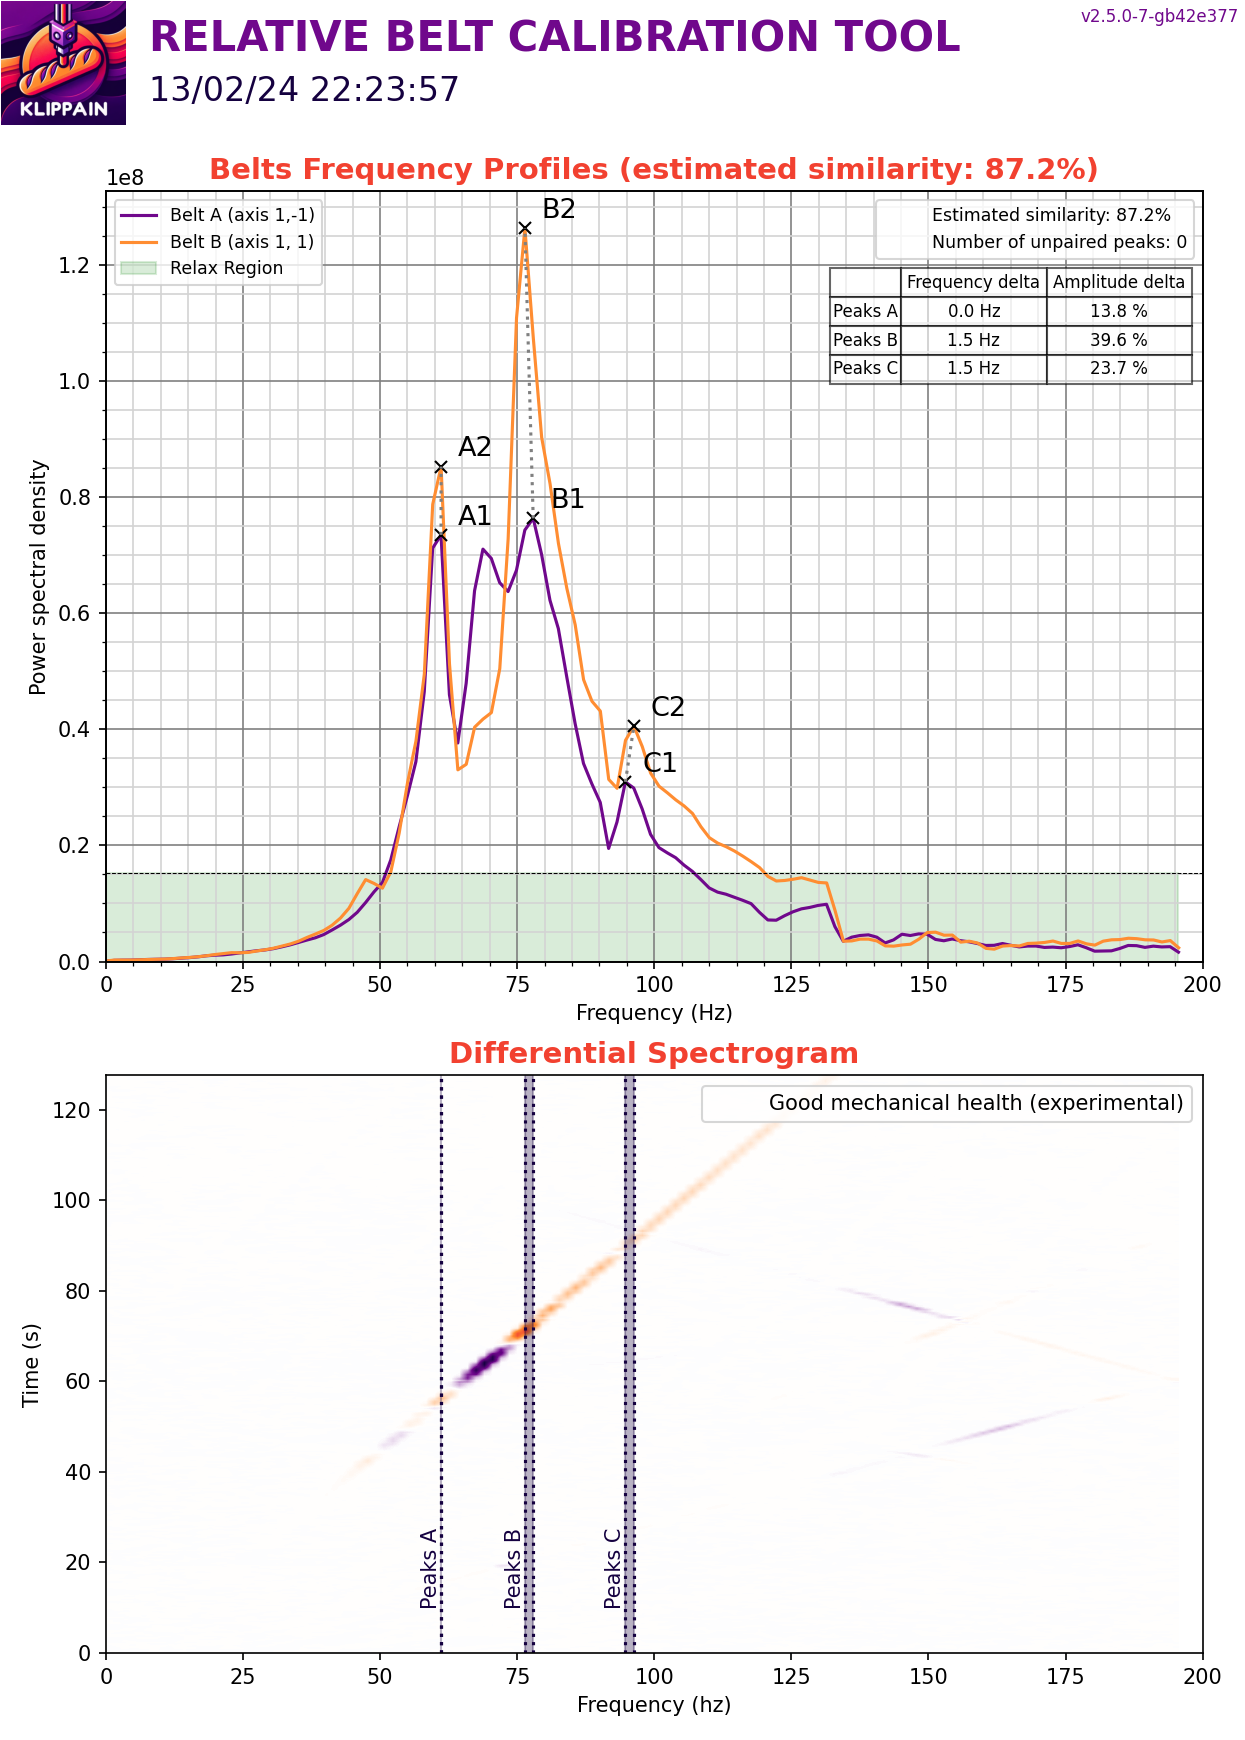 KLIPPAIN
RELATIVE BELT CALIBRATION TOOL
13/02/24 22:23:57
v2.5.0-7-gb42e377
Belts Frequency Profiles (estimated similarity: 87.2%)
1e8
Belt A (axis 1,-1)
Belt B (axis 1, 1)
Relax Region
Estimated similarity: 87.2%
Number of unpaired peaks: 0
Frequency delta Amplitude delta
Peaks A 0.0 Hz 13.8 %
Peaks B 1.5 Hz 39.6 %
Peaks C 1.5 Hz 23.7 %
B2
A2
B1
A1
C2
C1
Power spectral density
1.2
1.0
0.8
0.6
0.4
0.2
0.0
0 25 50 75 100 125 150 175 200
Frequency (Hz)
Differential Spectrogram
Good mechanical health (experimental)
Time (s)
120
100
80
60
40
20
0
Peaks A
Peaks B
Peaks C
0 25 50 75 100 125 150 175 200
Frequency (hz)